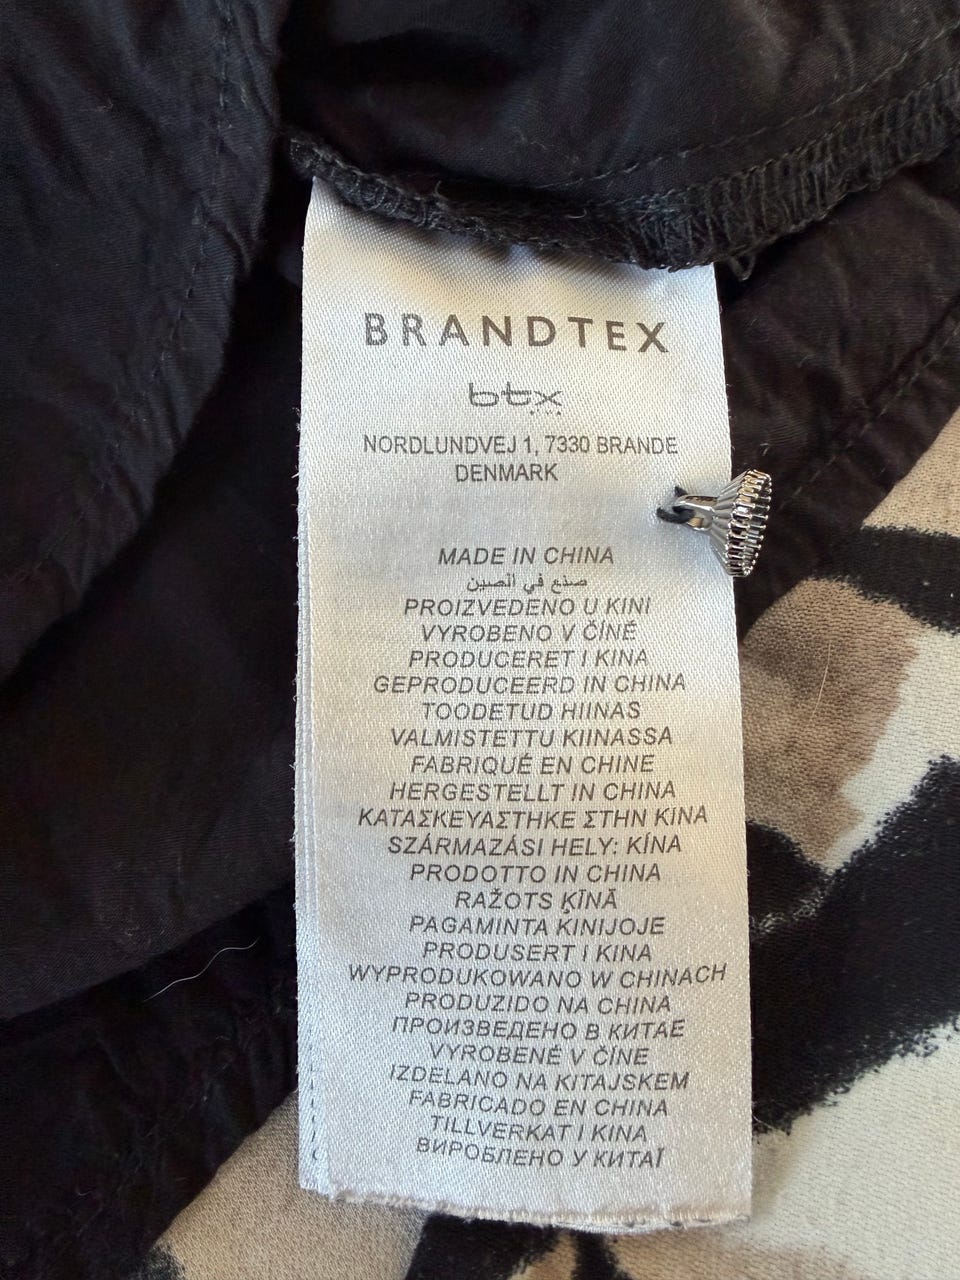 BRANDTEX
btx
NORDLUNDVEJ 1, 7330 BRANDE
DENMARK
MADE IN CHINA
صنع في الصين
PROIZVEDENO U KINI
VYROBENO V ČÍNÉ
PRODUCERET I KINA
GEPRODUCEERD IN CHINA
TOODETUD HIINAS
VALMISTETTU KIINASSA
FABRIQUÉ EN CHINE
HERGESTELLT IN CHINA
ΚΑΤΑΣΚΕΥΑΣΤΗΚΕ ΣΤΗΝ ΚΙΝΑ
SZÁRMAZÁSI HELY: KÍNA
PRODOTTO IN CHINA
RAŽOTS ĶĪNĀ
PAGAMINTA KINIJOJE
PRODUSERT I KINA
WYPRODUKOWANO W CHINACH
PRODUZIDO NA CHINA
ПРОИЗВЕДЕНО В КИТАЕ
VYROBENÉ V ČÍNE
IZDELANO NA KITAJSKEM
FABRICADO EN CHINA
TILLVERKAT I KINA
ВИРОБЛЕНО У КИТАЇ